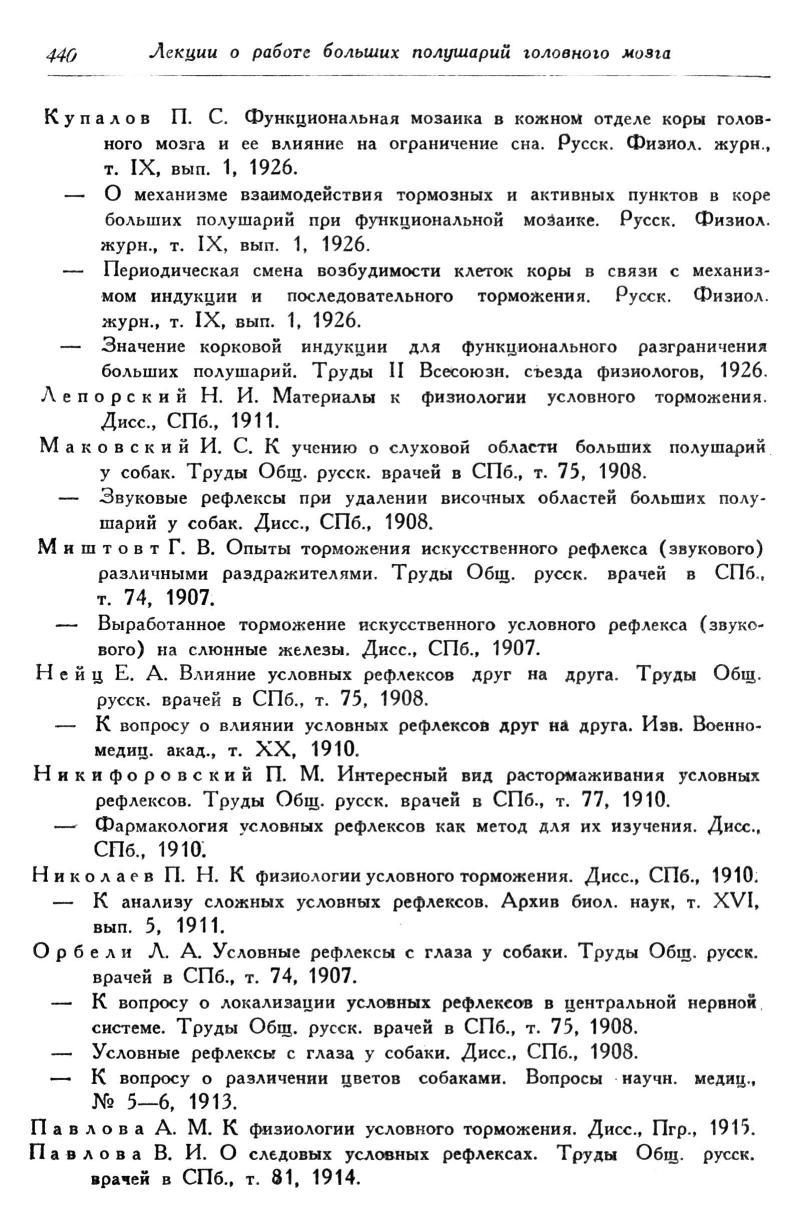 440 Лекции о работе больших полушарий головного мозга
Купалов П. С. Функциональная мозаика в кожном отделе коры голов-
ного мозга и ее влияние на ограничение сна. Русск. Физиол. журн.,
т. IX, вып. 1, 1926.
— О механизме взаимодействия тормозных и активных пунктов в коре
больших полушарий при функциональной мозаике. Русск. Физиол.
журн., т. IX, вып. 1, 1926.
— Периодическая смена возбудимости клеток коры в связи с механиз-
мом индукции и последовательного торможения. Русск. Физиол.
журн., т. IX, вып. 1, 1926.
— Значение корковой индукции для функционального разграничения
больших полушарий. Труды II Всесоюзн. съезда физиологов, 1926.
Лепорский Н. И. Материалы к физиологии условного торможения.
Дисс., СПб., 1911.
Маковский И. С. К учению о слуховой области больших полушарий
у собак. Труды Общ. русск. врачей в СПб., т. 75, 1908.
— Звуковые рефлексы при удалении височных областей больших полу-
шарий у собак. Дисс., СПб., 1908.
Миштовт Г. В. Опыты торможения искусственного рефлекса (звукового)
различными раздражителями. Труды Общ. русск. врачей в СПб.,
т. 74, 1907.
— Выработанное торможение искусственного условного рефлекса (звуко-
вого) на слюнные железы. Дисс., СПб., 1907.
Нейц Е. А. Влияние условных рефлексов друг на друга. Труды Общ.
русск. врачей в СПб., т. 75, 1908.
— К вопросу о влиянии условных рефлексов друг на друга. Изв. Военно-
медиц. акад., т. XX, 1910.
Никифоровский П. М. Интересный вид растормаживания условных
рефлексов. Труды Общ. русск. врачей в СПб., т. 77, 1910.
— Фармакология условных рефлексов как метод для их изучения. Дисс.,
СПб., 1910.
Николаев П. Н. К физиологии условного торможения. Дисс., СПб., 1910.
— К анализу сложных условных рефлексов. Архив биол. наук, т. XVI,
вып. 5, 1911.
Орбели Л. А. Условные рефлексы с глаза у собаки. Труды Общ. русск.
врачей в СПб., т. 74, 1907.
— К вопросу о локализации условных рефлексов в центральной нервной
системе. Труды Общ. русск. врачей в СПб., т. 75, 1908.
— Условные рефлексы с глаза у собаки. Дисс., СПб., 1908.
— К вопросу о различении цветов собаками. Вопросы научн. медиц.,
№ 5—6, 1913.
Павлова А. М. К физиологии условного торможения. Дисс., Пгр., 1915.
Павлова В. И. О следовых условных рефлексах. Труды Общ. русск.
врачей в СПб., т. 81, 1914.